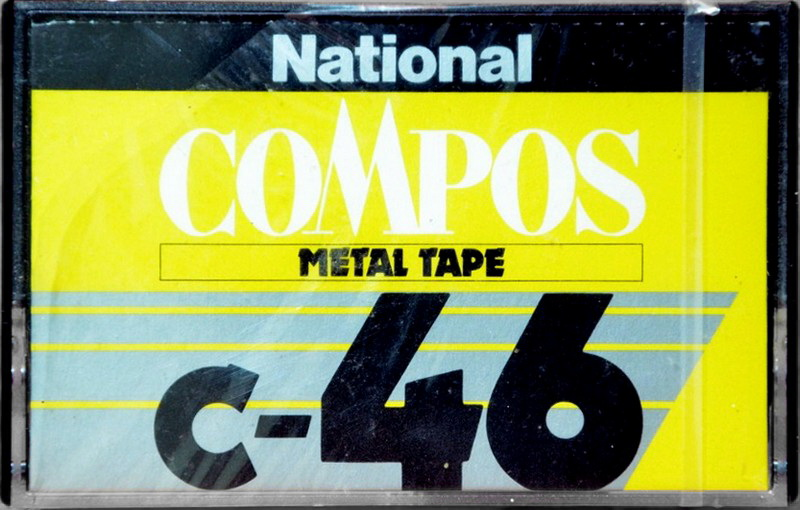 National
COMPOS
METAL TAPE
C-46